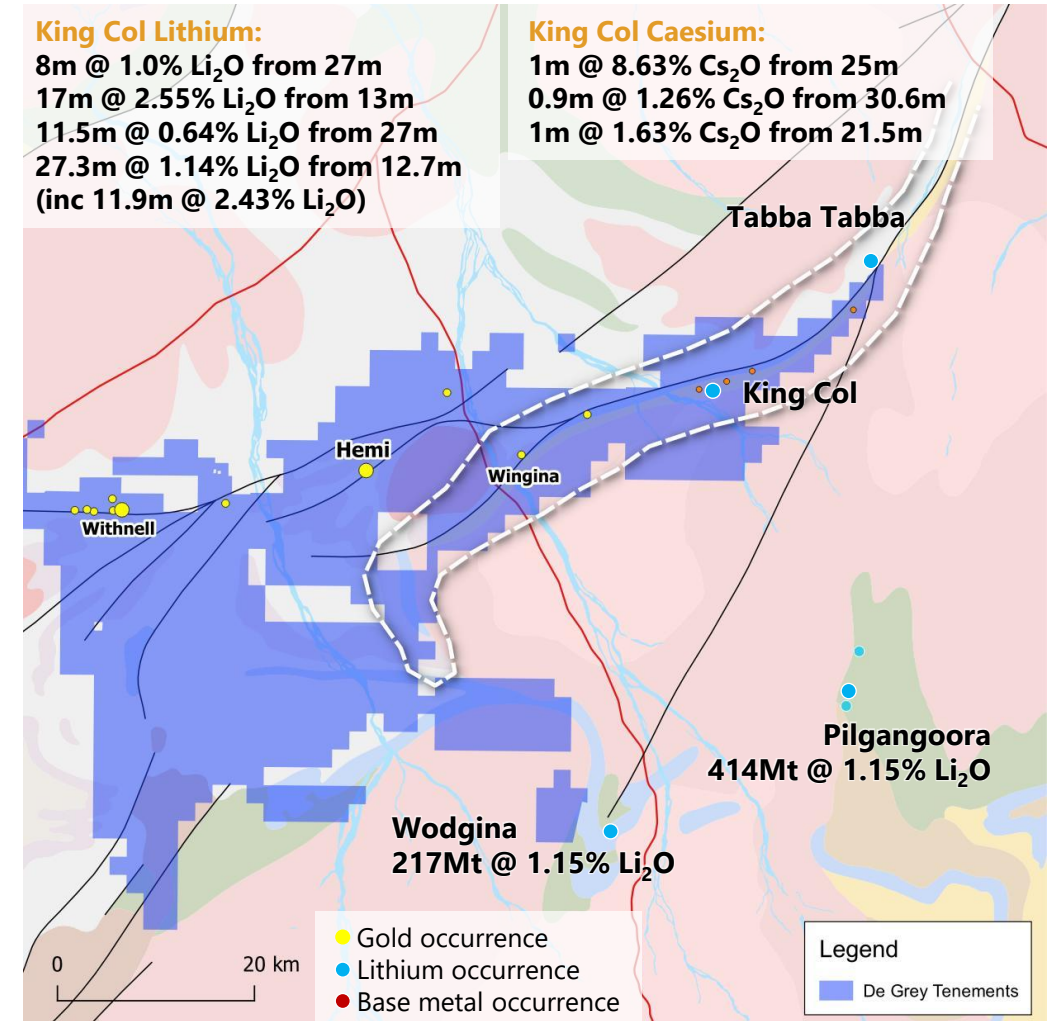 King Col Lithium:
8m @ 1.0% Li₂O from 27m
17m @ 2.55% Li₂O from 13m
11.5m @ 0.64% Li₂O from 27m
27.3m @ 1.14% Li₂O from 12.7m
(inc 11.9m @ 2.43% Li₂O)
King Col Caesium:
1m @ 8.63% Cs₂O from 25m
0.9m @ 1.26% Cs₂O from 30.6m
1m @ 1.63% Cs₂O from 21.5m
Tabba Tabba
King Col
Hemi
Wingina
Withnell
Pilgangoora
414Mt @ 1.15% Li₂O
Wodgina
217Mt @ 1.15% Li₂O
Gold occurrence
Lithium occurrence
Base metal occurrence
0 20 km
Legend
De Grey Tenements